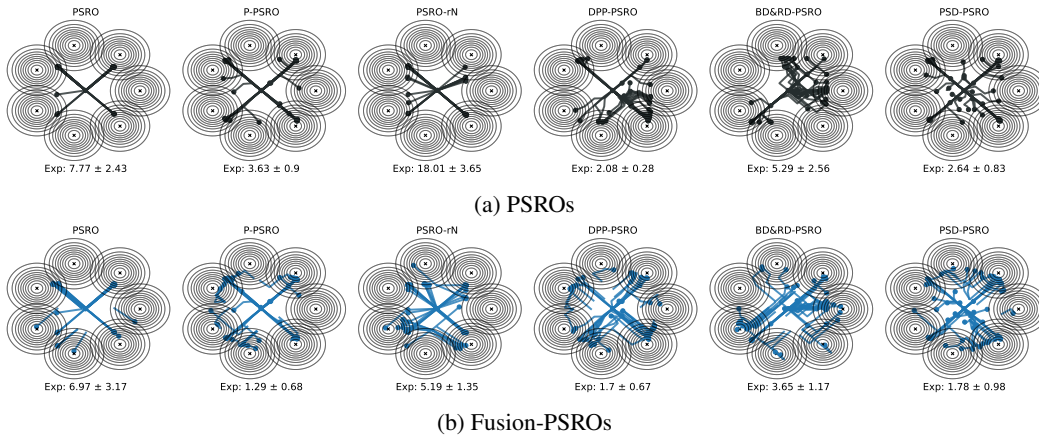 PSRO P-PSRO PSRO-rN DPP-PSRO BD&RD-PSRO PSD-PSRO
Exp: 7.77 ± 2.43 Exp: 3.63 ± 0.9 Exp: 18.01 ± 3.65 Exp: 2.08 ± 0.28 Exp: 5.29 ± 2.56 Exp: 2.64 ± 0.83
(a) PSROs
PSRO P-PSRO PSRO-rN DPP-PSRO BD&RD-PSRO PSD-PSRO
Exp: 6.97 ± 3.17 Exp: 1.29 ± 0.68 Exp: 5.19 ± 1.35 Exp: 1.7 ± 0.67 Exp: 3.65 ± 1.17 Exp: 1.78 ± 0.98
(b) Fusion-PSROs